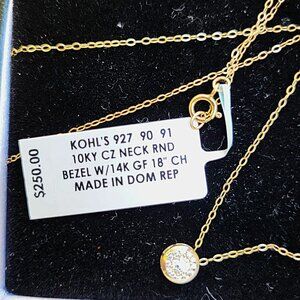 KOHL'S 927 90 91
10KY CZ NECK RND
BEZEL W/14K GF 18" CH
MADE IN DOM REP
$250.00